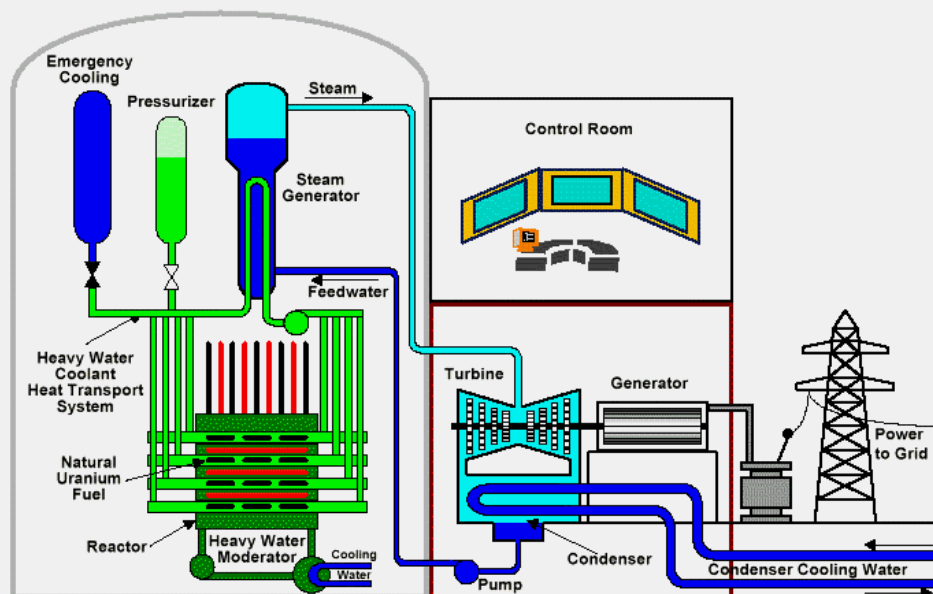 Emergency
Cooling
Pressurizer
Steam
Steam
Generator
Feedwater
Heavy Water
Coolant
Heat Transport
System
Natural
Uranium
Fuel
Reactor
Heavy Water
Moderator
Cooling
Water
Control Room
Turbine
Generator
Power
to Grid
Condenser
Pump
Condenser Cooling Water